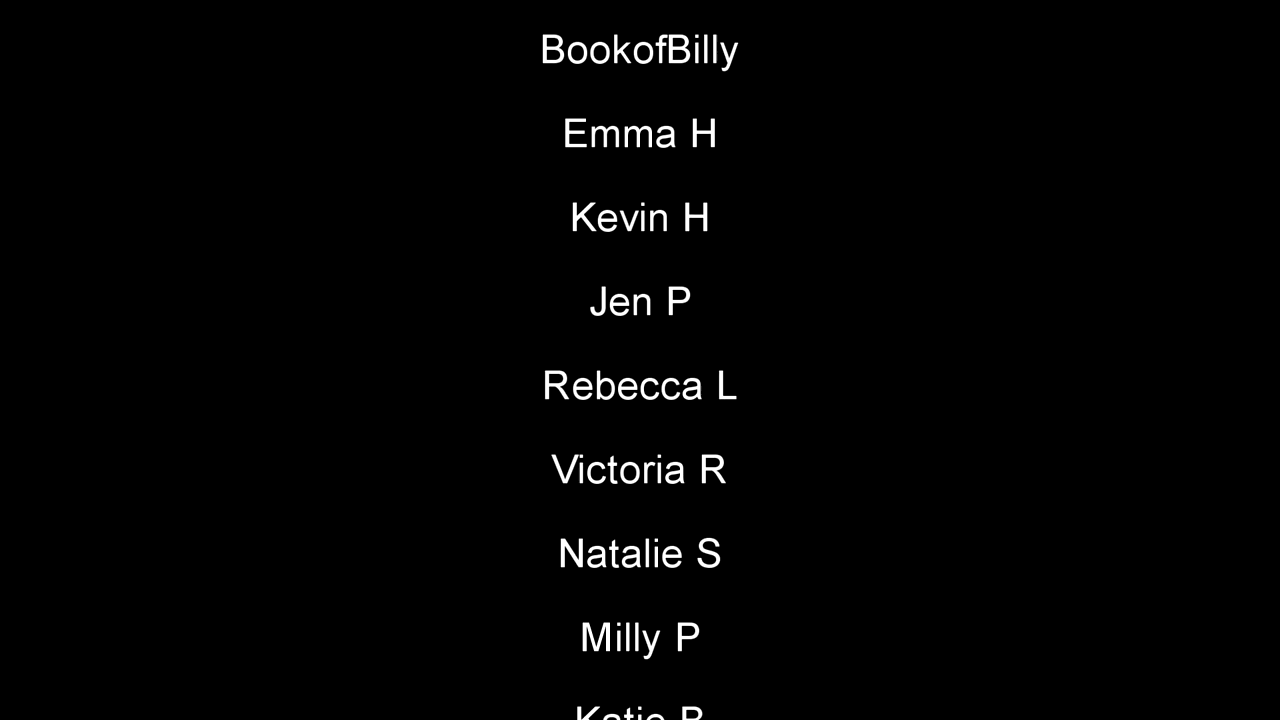 BookofBilly
Emma H
Kevin H
Jen P
Rebecca L
Victoria R
Natalie S
Milly P